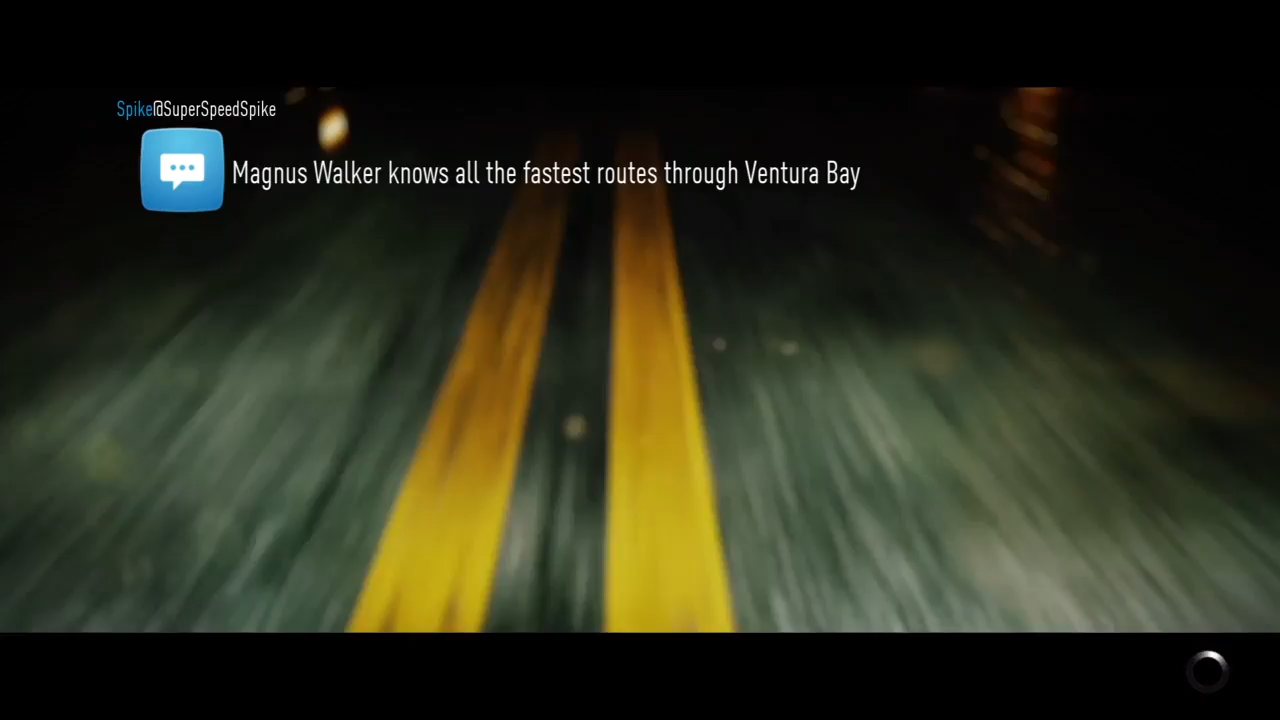 Spike@SuperSpeedSpike
Magnus Walker knows all the fastest routes through Ventura Bay